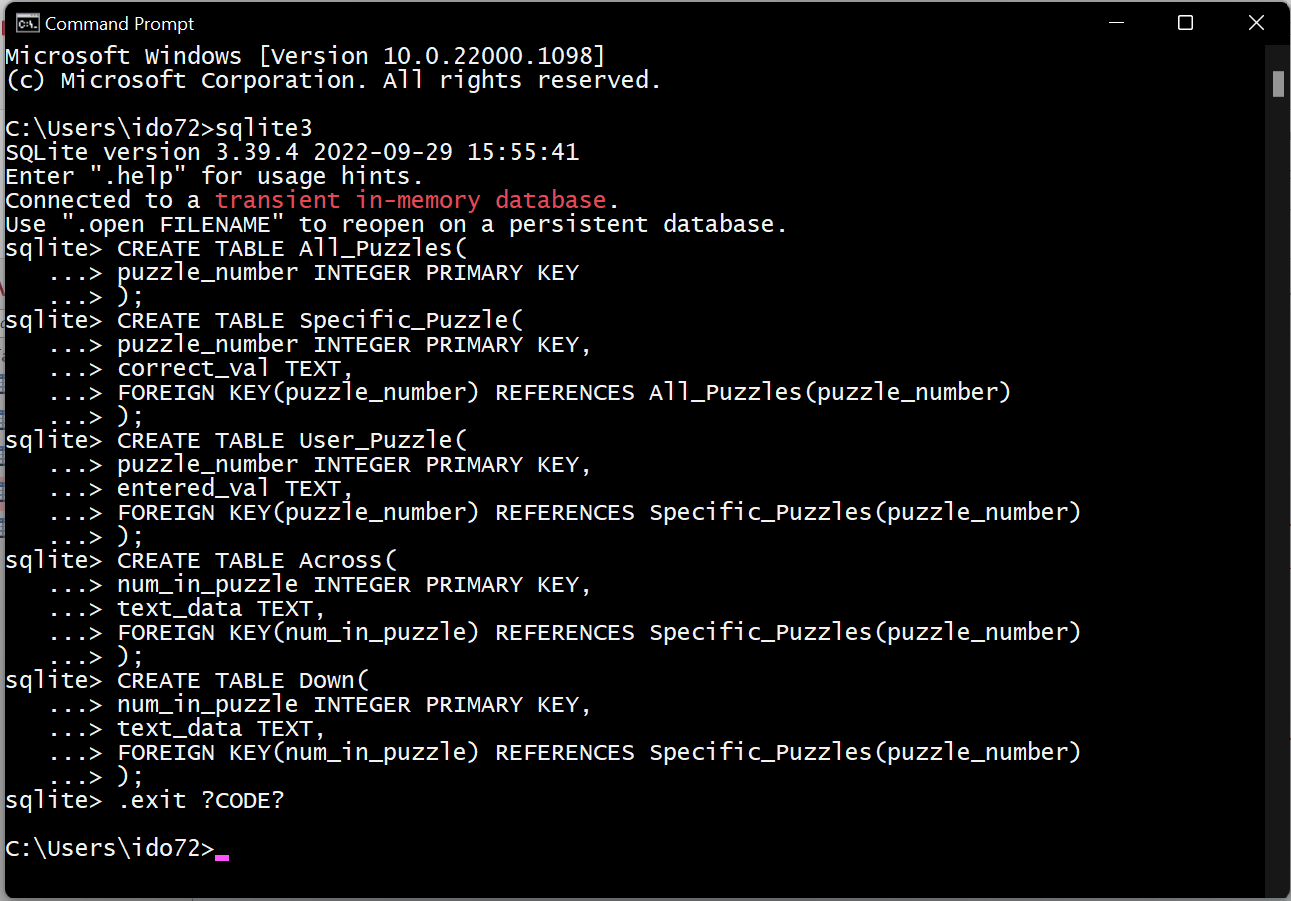 Command Prompt
Microsoft Windows [Version 10.0.22000.1098]
(c) Microsoft Corporation. All rights reserved.
C:\Users\ido72>sqlite3
SQLite version 3.39.4 2022-09-29 15:55:41
Enter ".help" for usage hints.
Connected to a transient in-memory database.
Use ".open FILENAME" to reopen on a persistent database.
sqlite> CREATE TABLE All_Puzzles(
   ...> puzzle_number INTEGER PRIMARY KEY
   ...> );
sqlite> CREATE TABLE Specific_Puzzle(
   ...> puzzle_number INTEGER PRIMARY KEY,
   ...> correct_val TEXT,
   ...> FOREIGN KEY(puzzle_number) REFERENCES All_Puzzles(puzzle_number)
   ...> );
sqlite> CREATE TABLE User_Puzzle(
   ...> puzzle_number INTEGER PRIMARY KEY,
   ...> entered_val TEXT,
   ...> FOREIGN KEY(puzzle_number) REFERENCES Specific_Puzzles(puzzle_number)
   ...> );
sqlite> CREATE TABLE Across(
   ...> num_in_puzzle INTEGER PRIMARY KEY,
   ...> text_data TEXT,
   ...> FOREIGN KEY(num_in_puzzle) REFERENCES Specific_Puzzles(puzzle_number)
   ...> );
sqlite> CREATE TABLE Down(
   ...> num_in_puzzle INTEGER PRIMARY KEY,
   ...> text_data TEXT,
   ...> FOREIGN KEY(num_in_puzzle) REFERENCES Specific_Puzzles(puzzle_number)
   ...> );
sqlite> .exit ?CODE?
C:\Users\ido72>